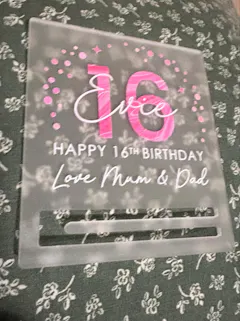 16
Evie
HAPPY 16TH BIRTHDAY
Love Mum & Dad